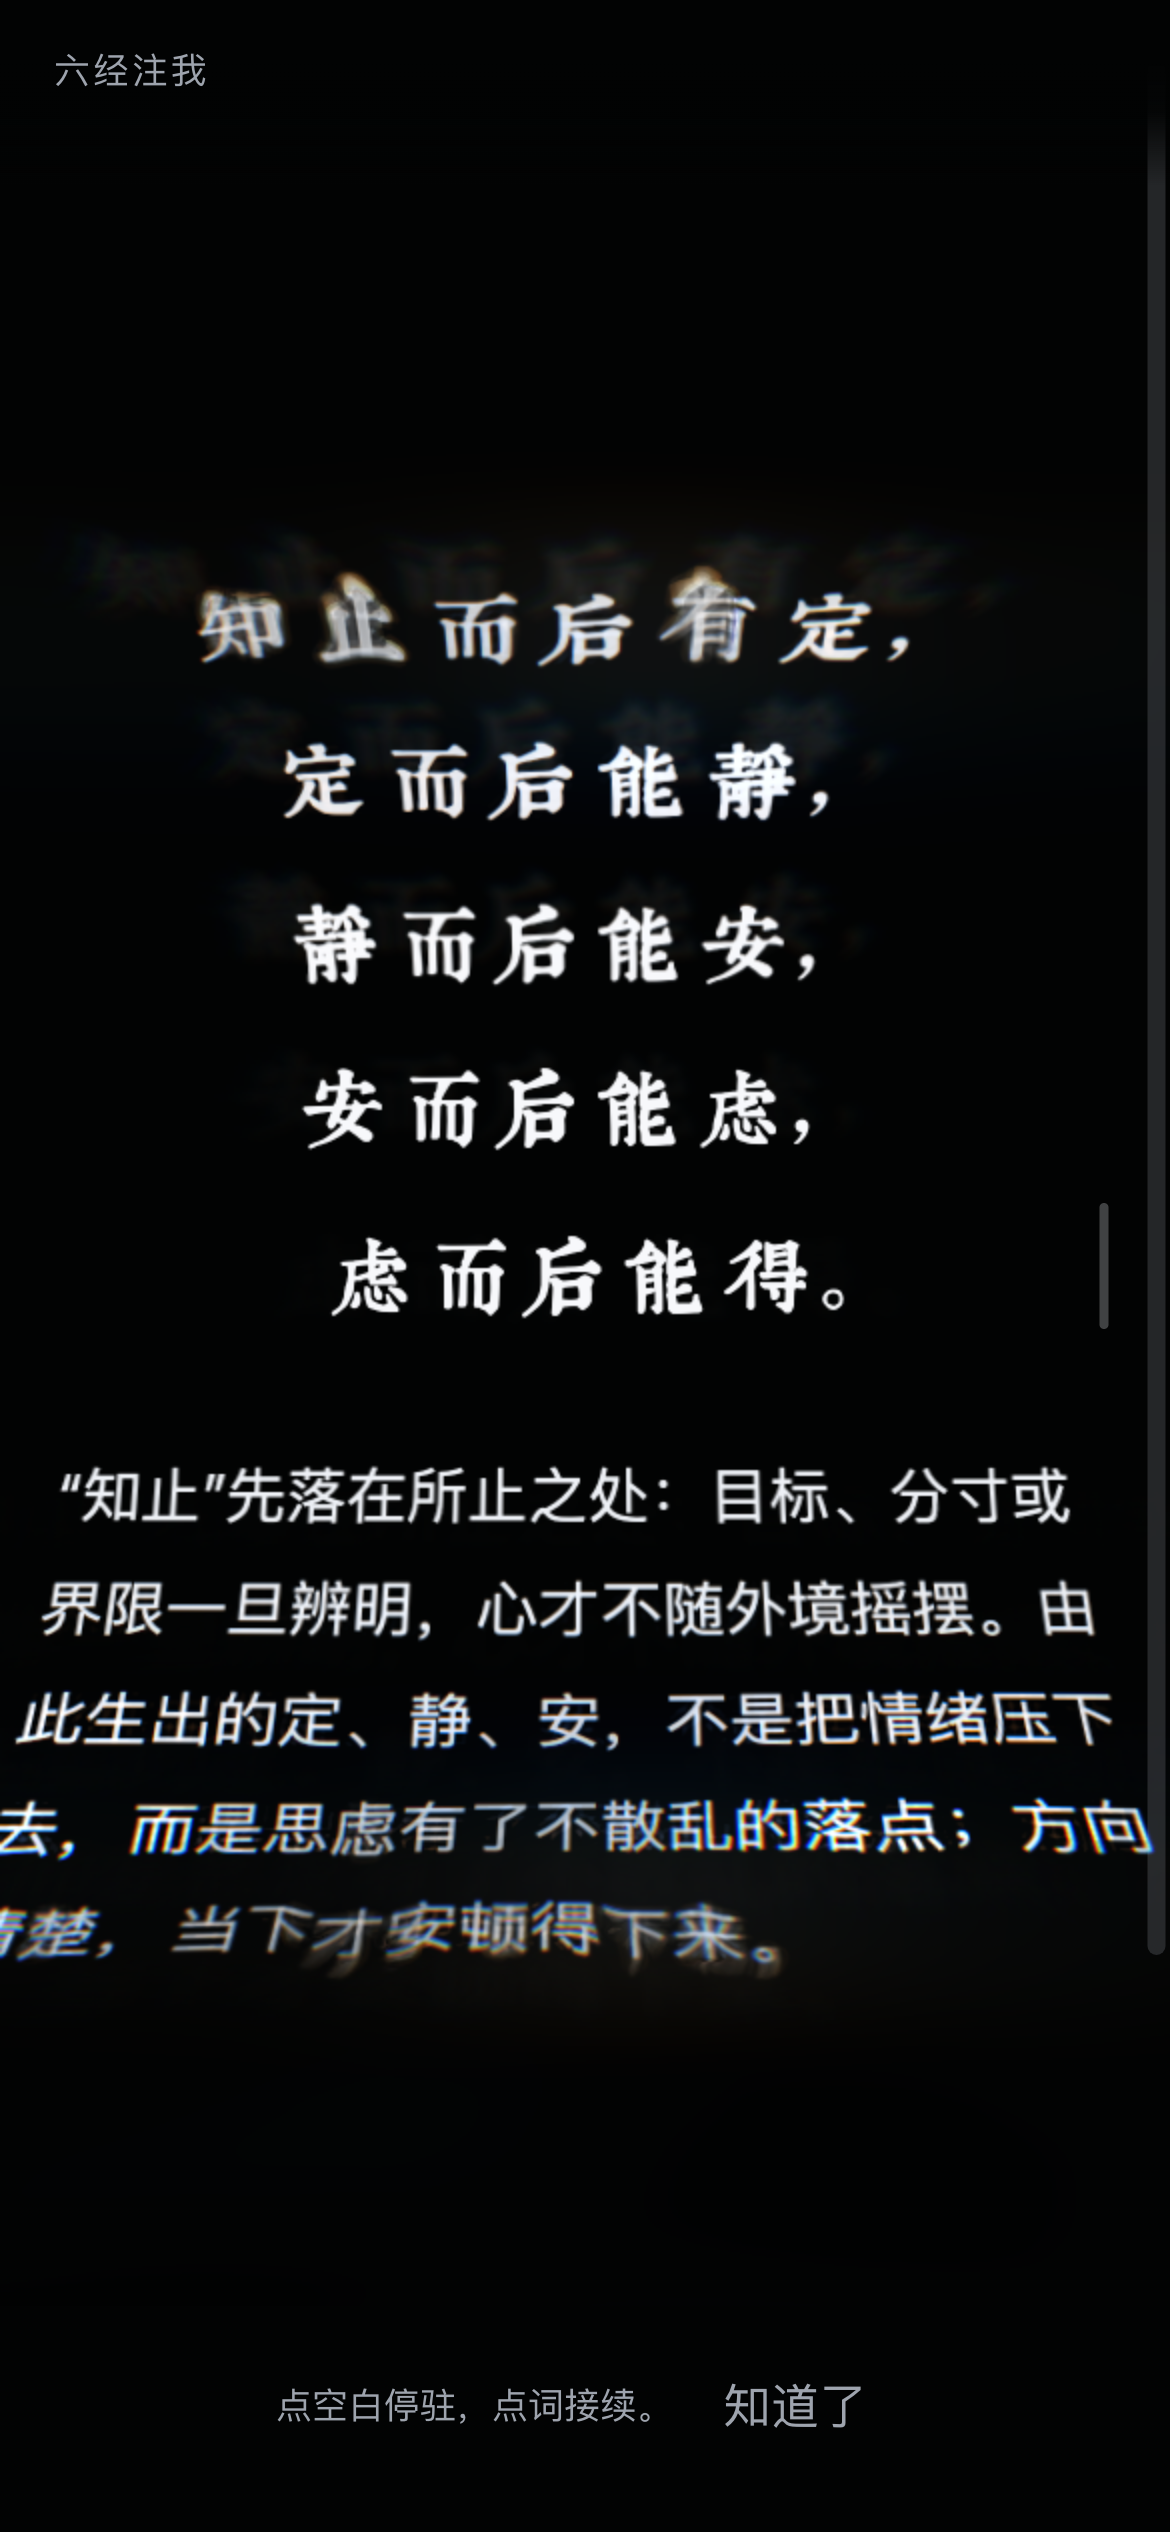 六经注我
知止而后有定，
定而后能靜，
靜而后能安，
安而后能虑，
虑而后能得。
“知止”先落在所止之处：目标、分寸或
界限一旦辨明，心才不随外境摇摆。由
此生出的定、静、安，不是把情绪压下
去，而是思虑有了不散乱的落点；方向
清楚，当下才安顿得下来。
点空白停驻，点词接续。 知道了